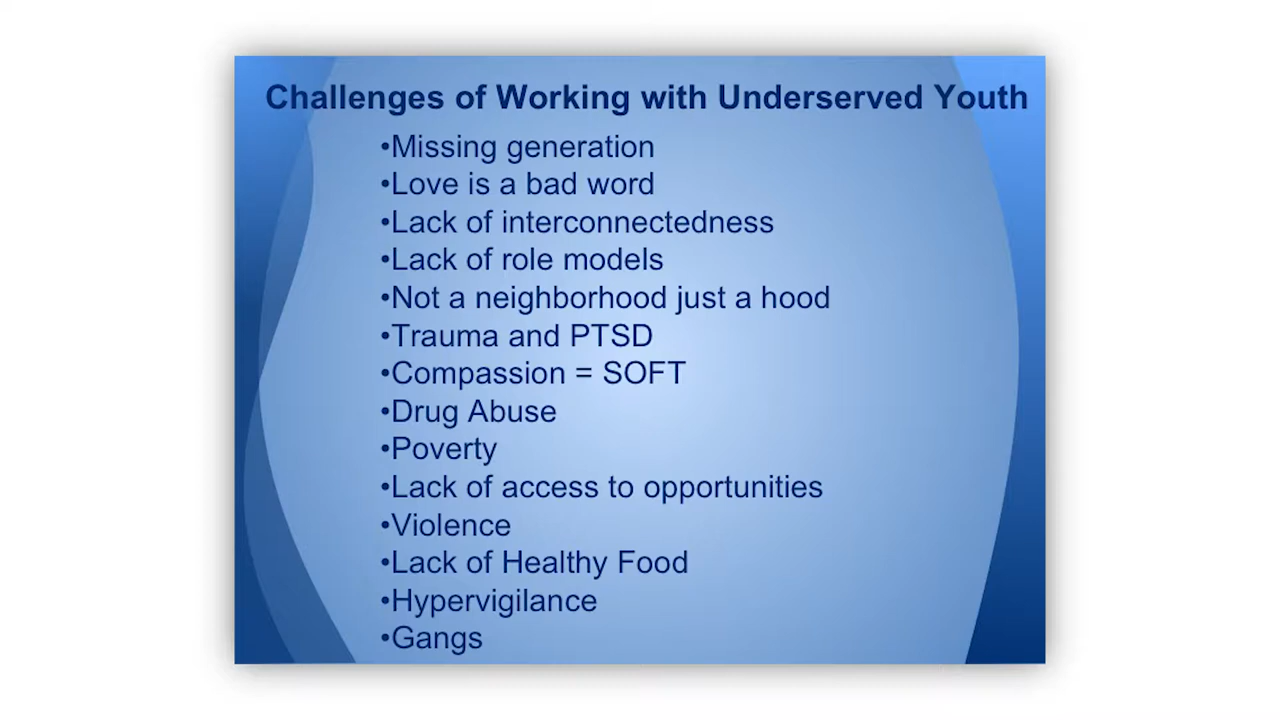 Challenges of Working with Underserved Youth
•Missing generation
•Love is a bad word
•Lack of interconnectedness
•Lack of role models
•Not a neighborhood just a hood
•Trauma and PTSD
•Compassion = SOFT
•Drug Abuse
•Poverty
•Lack of access to opportunities
•Violence
•Lack of Healthy Food
•Hypervigilance
•Gangs